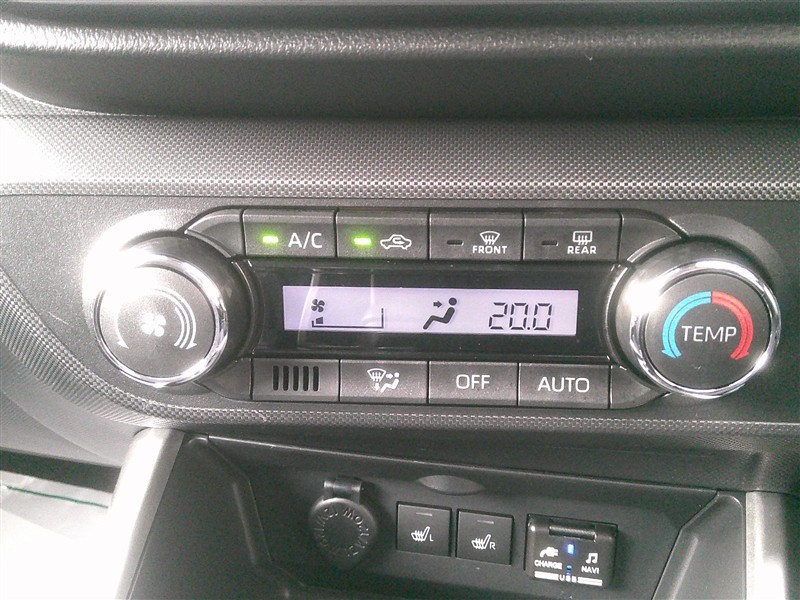 A/C
FRONT
REAR
20.0
TEMP
OFF
AUTO
L
R
CHARGE
NAVI
USB